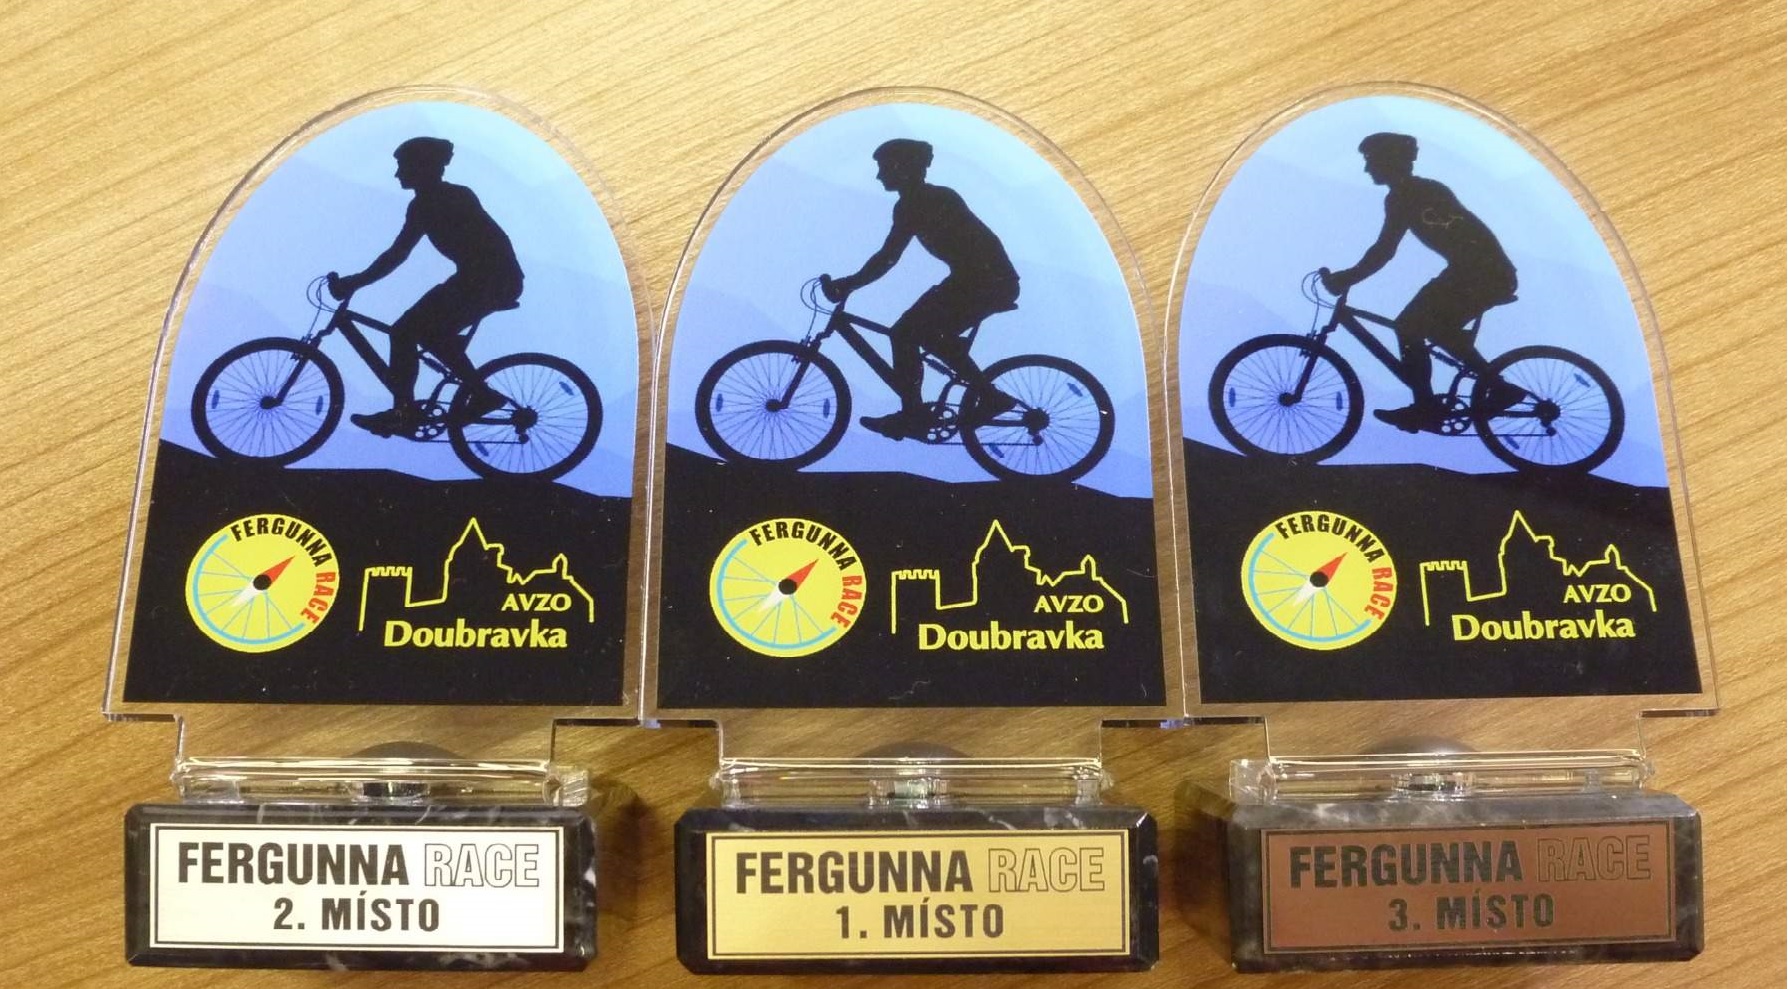 FERGUNNA RACE
AVZO
Doubravka
FERGUNNA RACE
2. MÍSTO
FERGUNNA RACE
AVZO
Doubravka
FERGUNNA RACE
1. MÍSTO
FERGUNNA RACE
AVZO
Doubravka
FERGUNNA RACE
3. MÍSTO